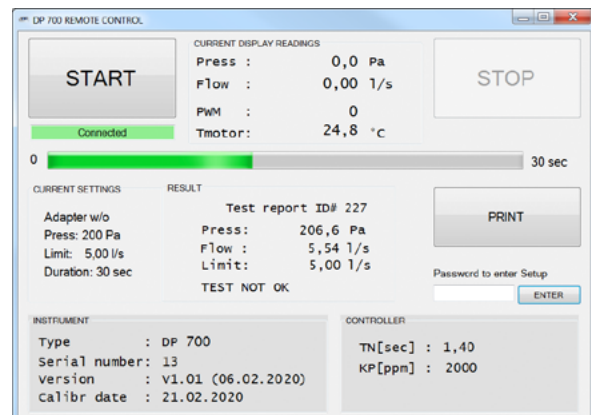 DP 700 REMOTE CONTROL
START
CURRENT DISPLAY READINGS
Press : 0,0 Pa
Flow : 0,00 l/s
PWM : 0
Tmotor: 24,8 °C
STOP
Connected
0
30 sec
CURRENT SETTINGS
Adapter w/o
Press: 200 Pa
Limit: 5,00 l/s
Duration: 30 sec
RESULT
Test report ID# 227
Press: 206,6 Pa
Flow : 5,54 l/s
Limit: 5,00 l/s
TEST NOT OK
PRINT
Password to enter Setup
ENTER
INSTRUMENT
Type : DP 700
Serial number: 13
Version : V1.01 (06.02.2020)
Calibr date : 21.02.2020
CONTROLLER
TN[sec] : 1,40
KP[ppm] : 2000